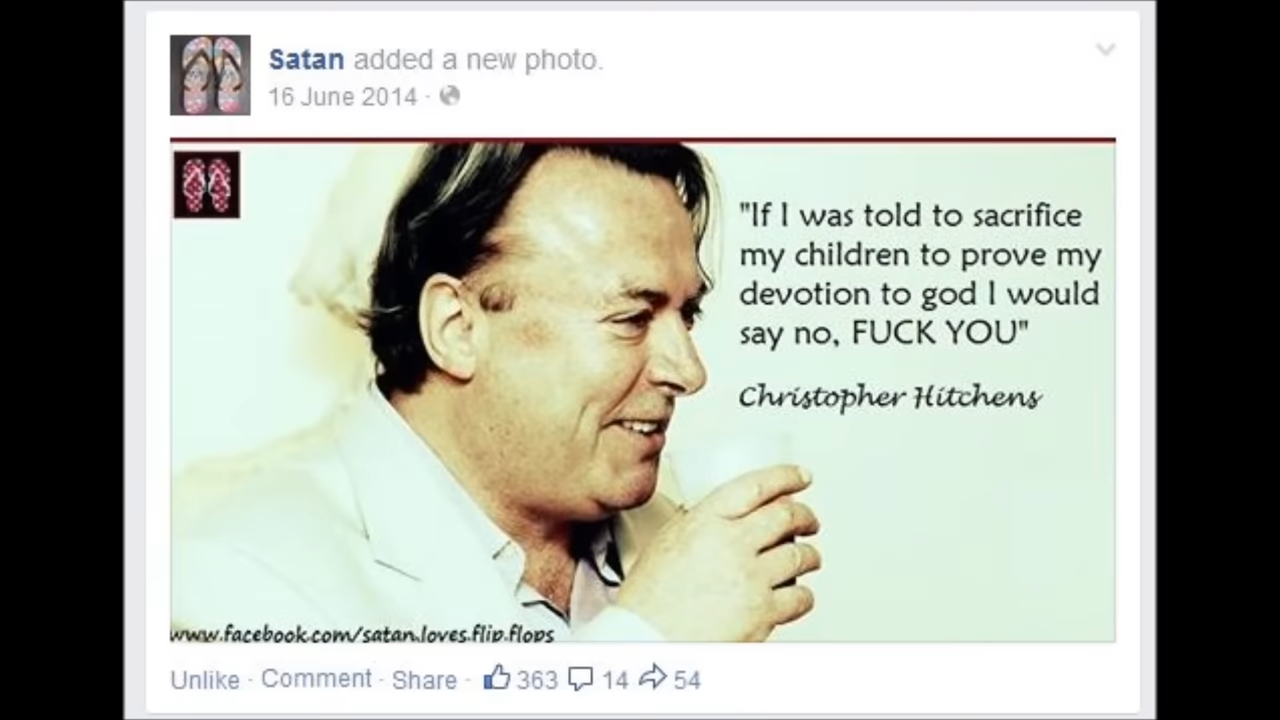 Satan added a new photo.
16 June 2014 ·
"If I was told to sacrifice
my children to prove my
devotion to god I would
say no, FUCK YOU"
Christopher Hitchens
www.facebook.com/satan.loves.flip.flops
Unlike · Comment · Share · 363 14 54